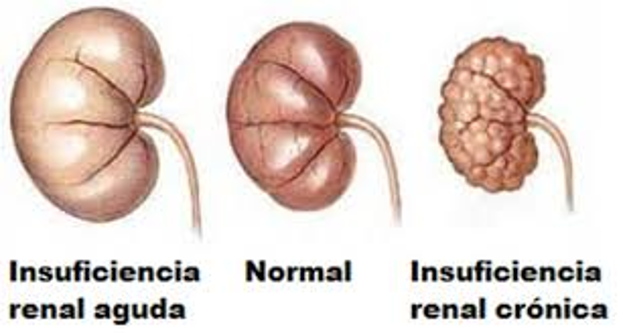 Insuficiencia
renal aguda
Normal
Insuficiencia
renal crónica